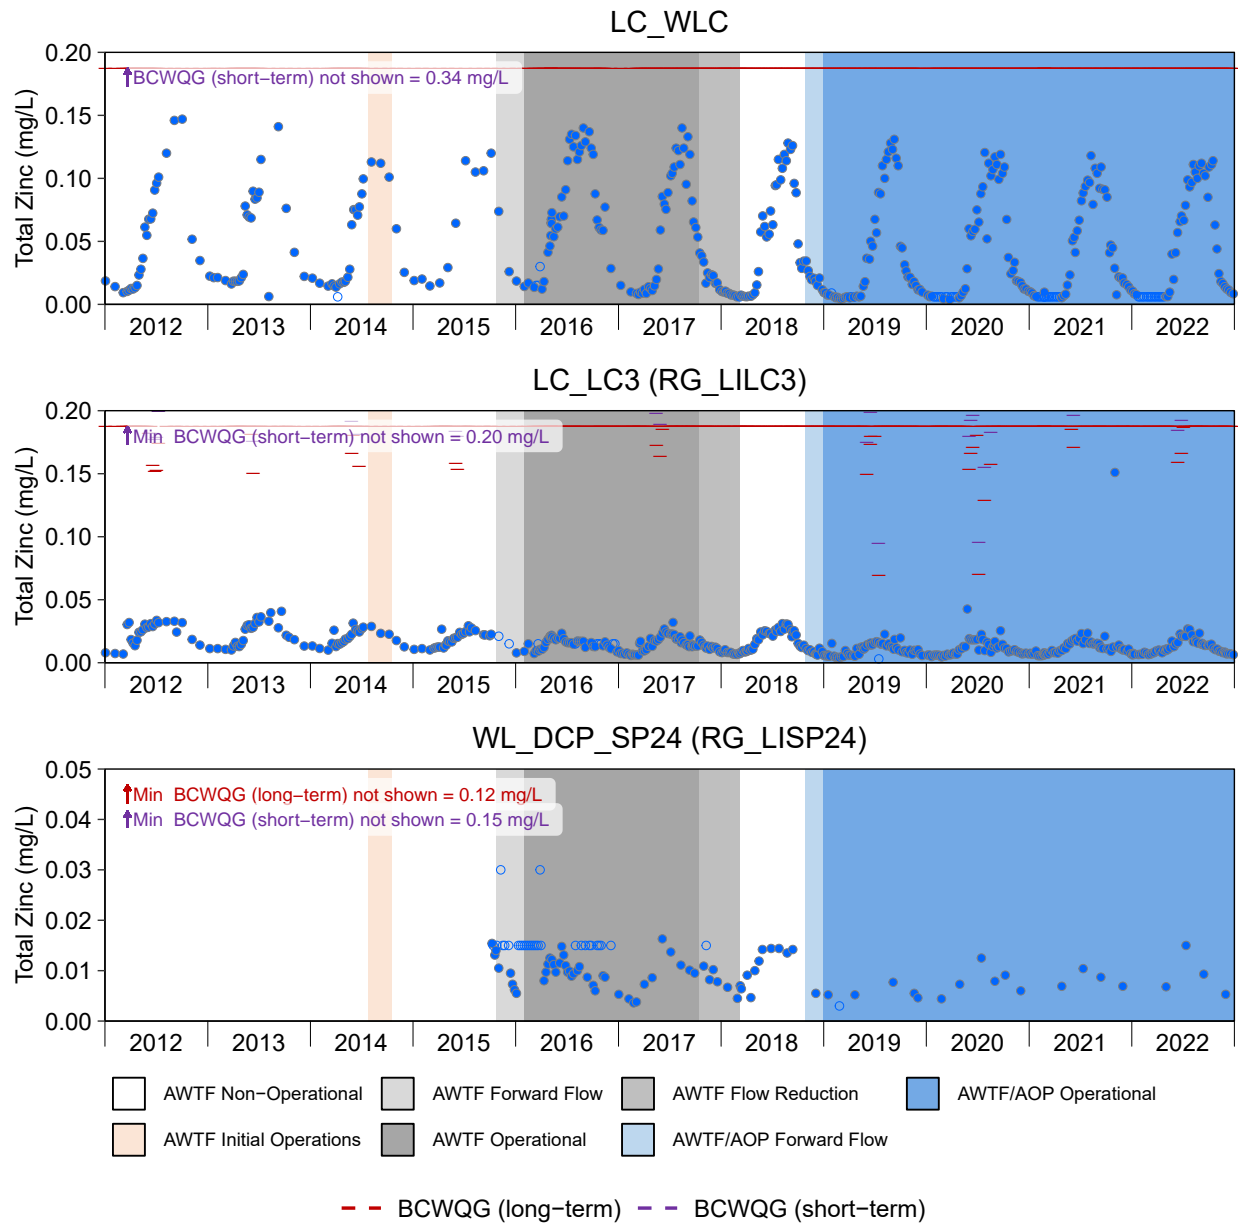 LC_WLC
Total Zinc (mg/L)
0.20
0.15
0.10
0.05
0.00
BCWQG (short−term) not shown = 0.34 mg/L
2012 2013 2014 2015 2016 2017 2018 2019 2020 2021 2022
LC_LC3 (RG_LILC3)
Total Zinc (mg/L)
0.20
0.15
0.10
0.05
0.00
Min BCWQG (short−term) not shown = 0.20 mg/L
2012 2013 2014 2015 2016 2017 2018 2019 2020 2021 2022
WL_DCP_SP24 (RG_LISP24)
Total Zinc (mg/L)
0.05
0.04
0.03
0.02
0.01
0.00
Min BCWQG (long−term) not shown = 0.12 mg/L
Min BCWQG (short−term) not shown = 0.15 mg/L
2012 2013 2014 2015 2016 2017 2018 2019 2020 2021 2022
AWTF Non−Operational AWTF Forward Flow AWTF Flow Reduction AWTF/AOP Operational
AWTF Initial Operations AWTF Operational AWTF/AOP Forward Flow
BCWQG (long−term) BCWQG (short−term)